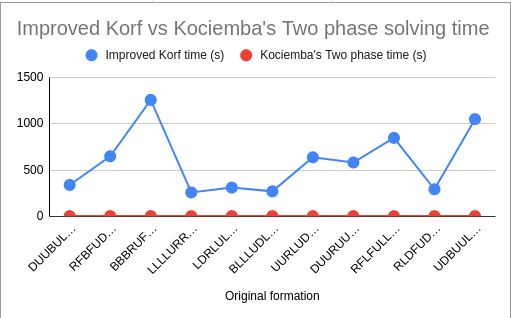 Improved Korf vs Kociemba's Two phase solving time
Improved Korf time (s) Kociemba's Two phase time (s)
1500
1000
500
0
DUUBUL...
RFBFUD...
BBBRUF...
LLLLURR...
LDRLUL...
BLLLUDL...
UURLUD...
DUURUU...
RFLFULL...
RLDFUD...
UDBUUL...
Original formation